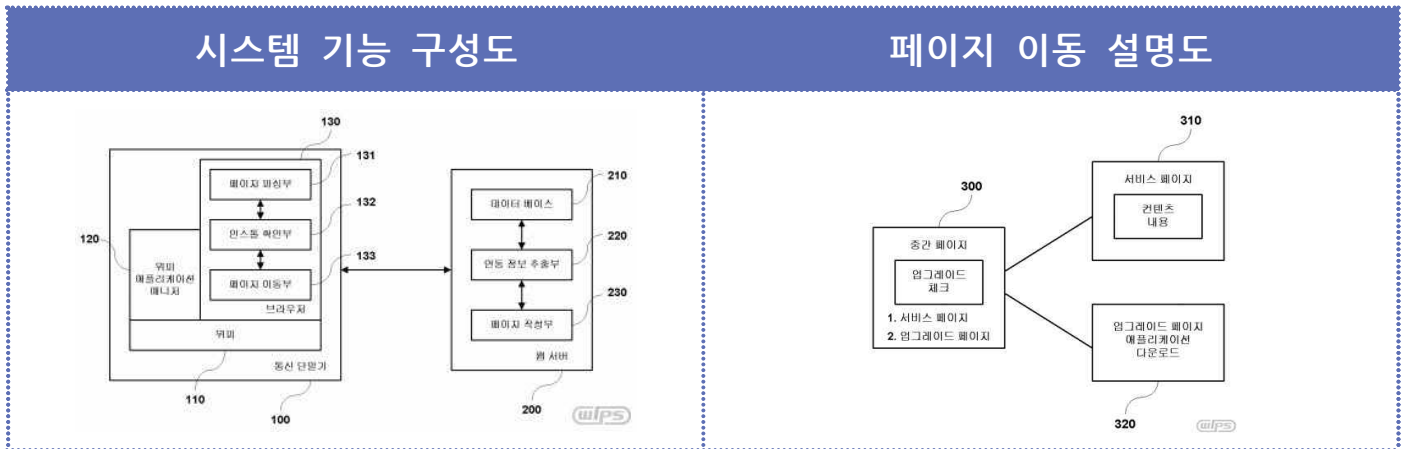 시스템 기능 구성도
페이지 이동 설명도
130
131
페이지 파싱부
132
인스톨 확인부
120
133
위피
애플리케이션
매니저
페이지 이동부
브라우저
위피
통신 단말기
110
100
210
데이터 베이스
220
연동 정보 추출부
230
페이지 작성부
웹 서버
200
wips
310
서비스 페이지
컨텐츠
내용
300
중간 페이지
업그레이드
체크
1. 서비스 페이지
2. 업그레이드 페이지
업그레이드 페이지
애플리케이션
다운로드
320
wips